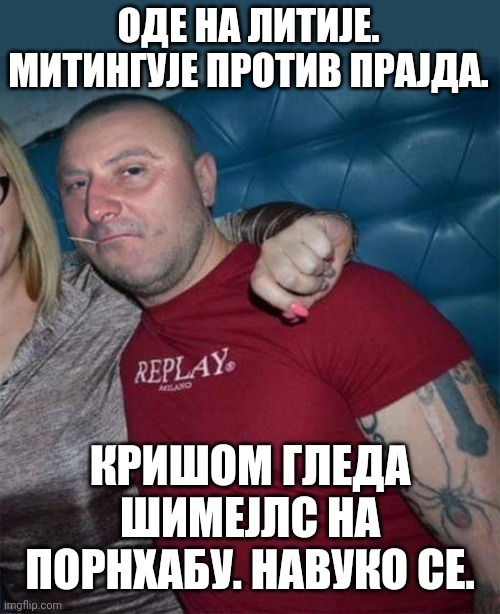 ОДЕ НА ЛИТИЈЕ.
МИТИНГУЈЕ ПРОТИВ ПРАЈДА.
REPLAY®
MILANO
КРИШОМ ГЛЕДА
ШИМЕЈЛС НА
ПОРНХАБУ. НАВУКО СЕ.
imgflip.com